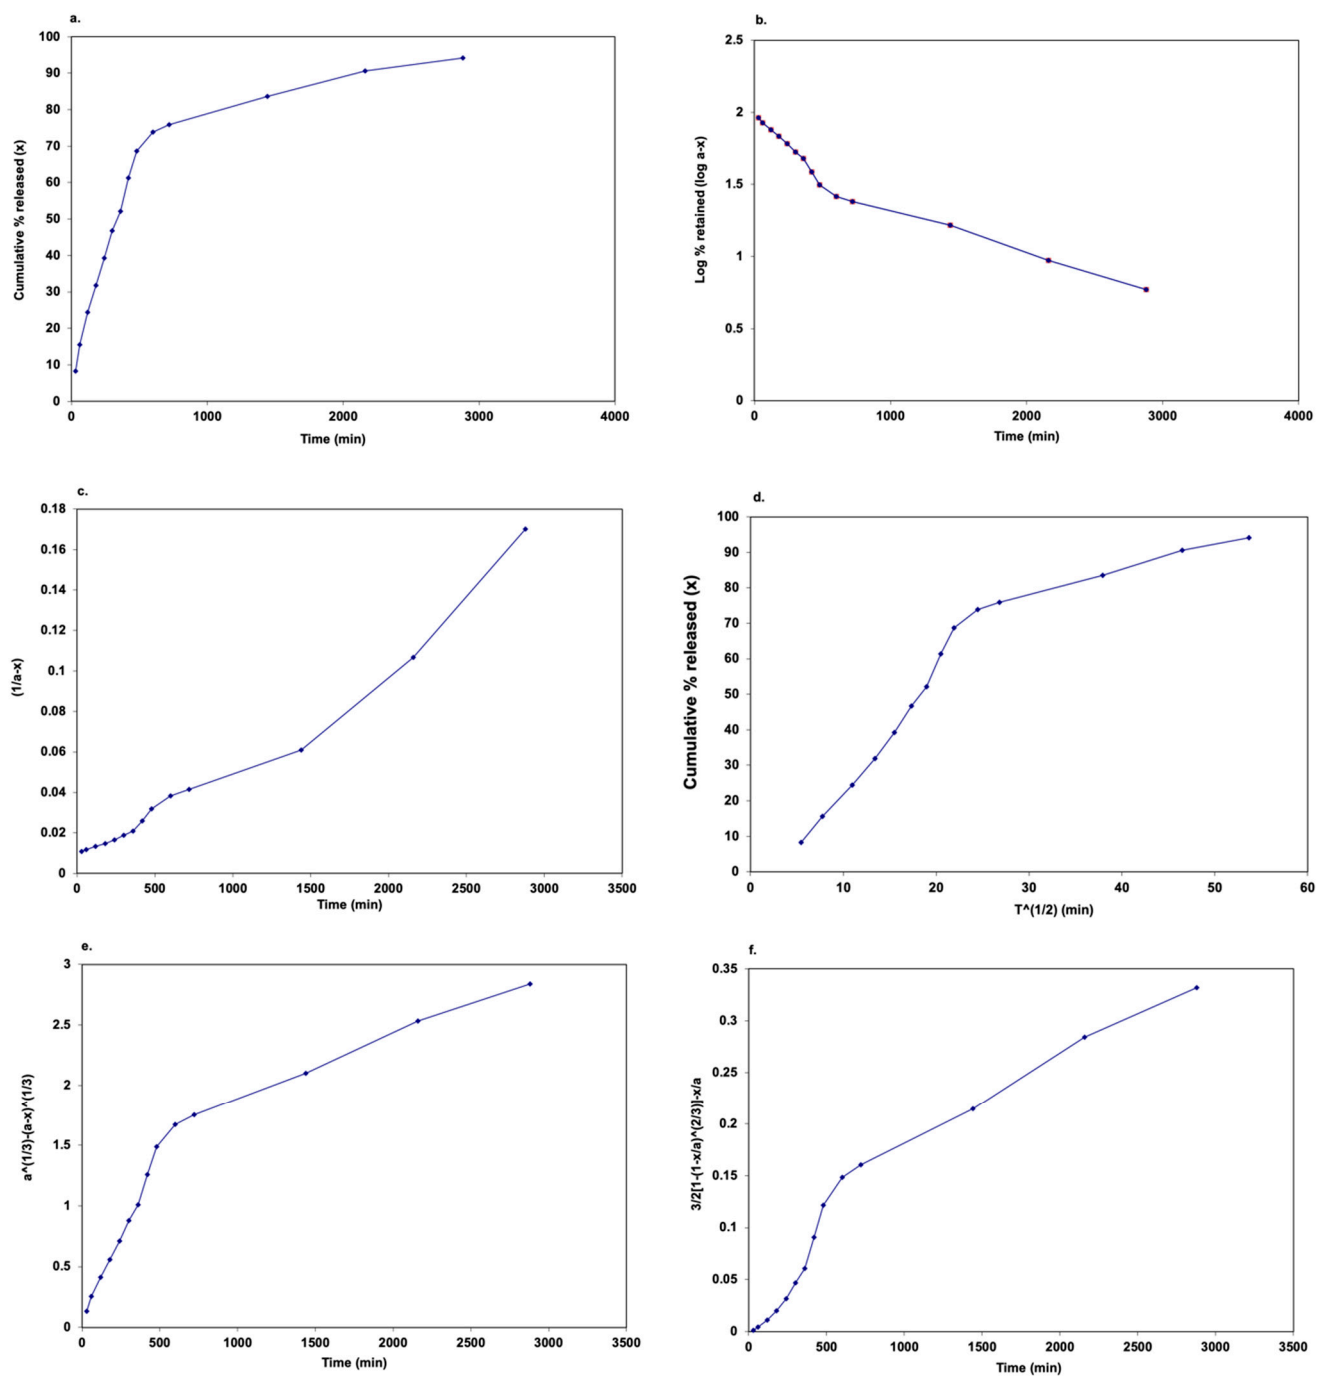 a.
100
90
80
70
60
50
40
30
20
10
0
Cumulative % released (x)
0 1000 2000 3000 4000
Time (min)
b.
2.5
2
1.5
1
0.5
0
Log % retained (log a-x)
0 1000 2000 3000 4000
Time (min)
c.
0.18
0.16
0.14
0.12
0.1
0.08
0.06
0.04
0.02
0
(1/a-x)
0 500 1000 1500 2000 2500 3000 3500
Time (min)
d.
100
90
80
70
60
50
40
30
20
10
0
Cumulative % released (x)
0 10 20 30 40 50 60
T^(1/2) (min)
e.
3
2.5
2
1.5
1
0.5
0
a^(1/3)-(a-x)^(1/3)
0 500 1000 1500 2000 2500 3000 3500
Time (min)
f.
0.35
0.3
0.25
0.2
0.15
0.1
0.05
0
3/2[1-(1-x/a)^(2/3)]-x/a
0 500 1000 1500 2000 2500 3000 3500
Time (min)